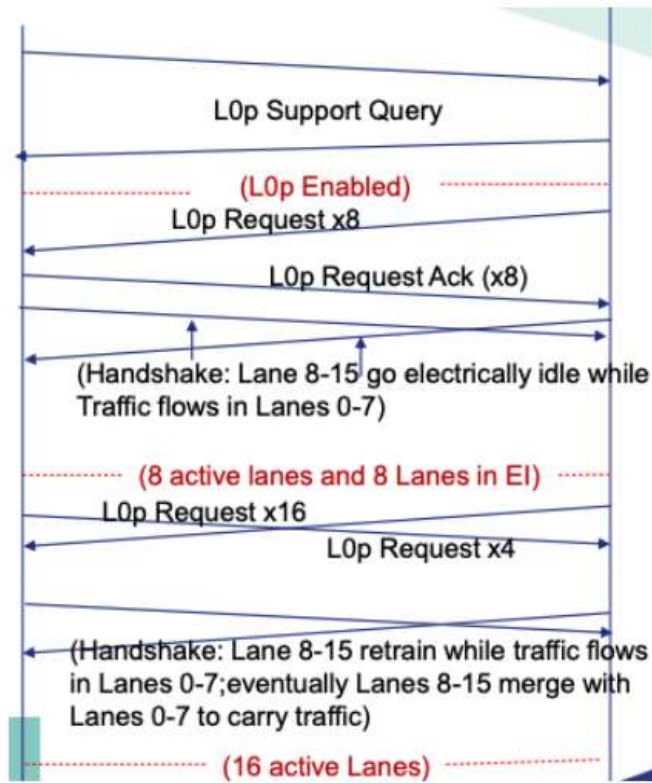 L0p Support Query
(L0p Enabled)
L0p Request x8
L0p Request Ack (x8)
(Handshake: Lane 8-15 go electrically idle while
Traffic flows in Lanes 0-7)
(8 active lanes and 8 Lanes in EI)
L0p Request x16
L0p Request x4
(Handshake: Lane 8-15 retrain while traffic flows
in Lanes 0-7;eventually Lanes 8-15 merge with
Lanes 0-7 to carry traffic)
(16 active Lanes)